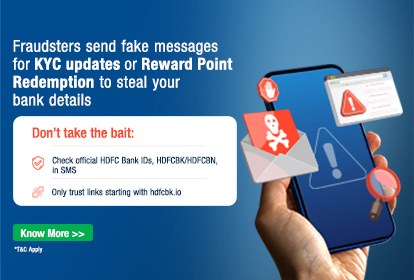 Fraudsters send fake messages
for KYC updates or Reward Point
Redemption to steal your
bank details
Don't take the bait:
Check official HDFC Bank IDs, HDFCBK/HDFCBN,
in SMS
Only trust links starting with hdfcbk.io
Know More >>
*T&C Apply